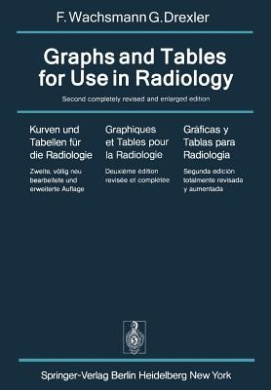 F. Wachsmann G. Drexler
Graphs and Tables
for Use in Radiology
Second completely revised and enlarged edition
Kurven und
Tabellen für
die Radiologie
Zweite, völlig neu
bearbeitete und
erweiterte Auflage
Graphiques
et Tables pour
la Radiologie
Deuxième édition
revisée et complétée
Gráficas y
Tablas para
Radiología
Segunda edición
totalmente revisada
y aumentada
Springer-Verlag Berlin Heidelberg New York